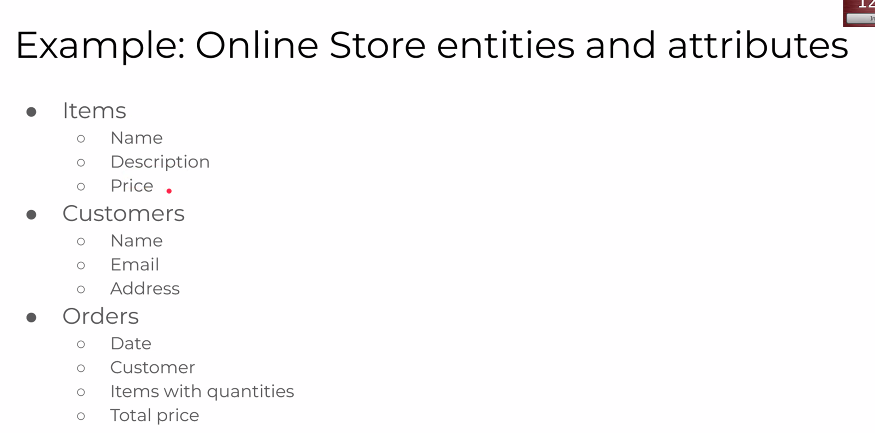 Example: Online Store entities and attributes
● Items
○ Name
○ Description
○ Price
● Customers
○ Name
○ Email
○ Address
● Orders
○ Date
○ Customer
○ Items with quantities
○ Total price